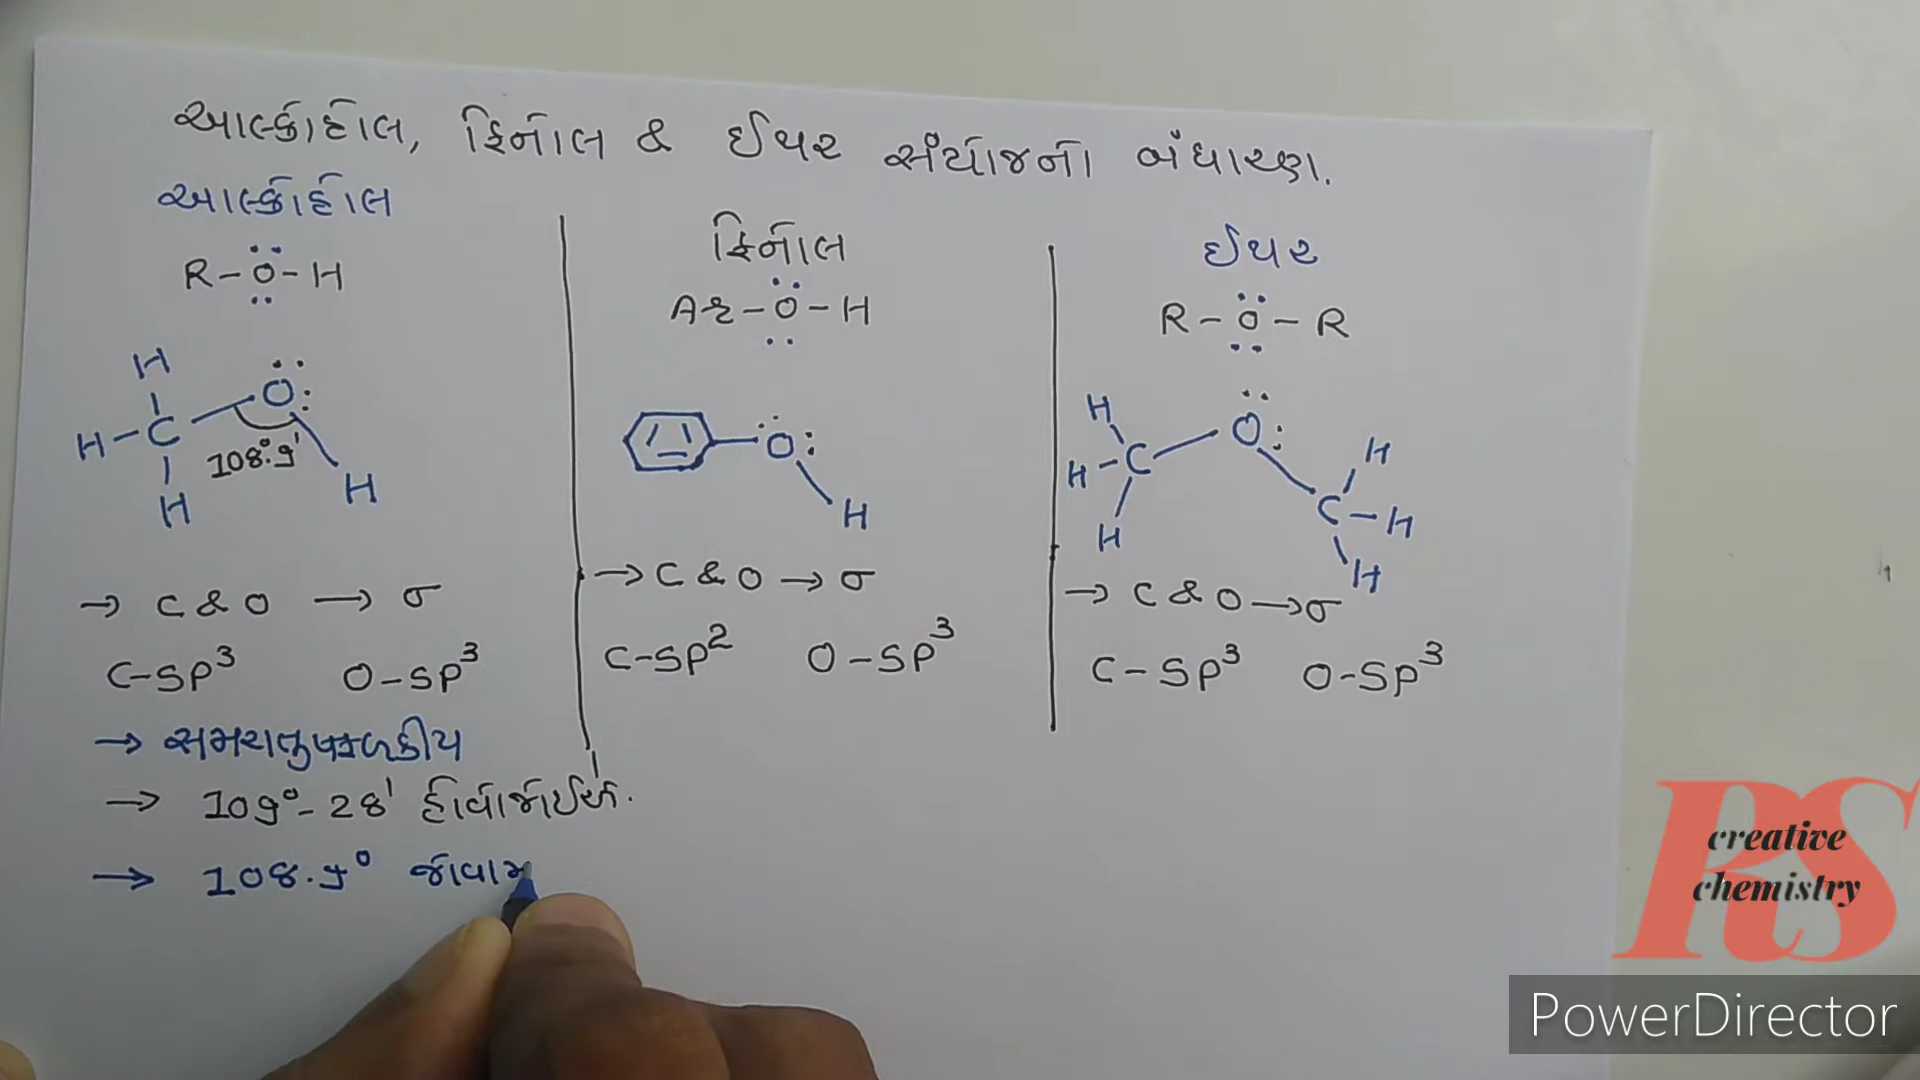 આલ્કોહોલ, ફિનોલ & ઈથર સંયોજનો બંધારણ.
આલ્કોહોલ
R-O-H
H
H-C O:
108.9'
H H
→ C & O → σ
C-SP³ O-SP³
→ સમચતુષ્ફલકીય
→ 109°-28' હોવો જોઈએ.
→ 108.9° જોવામ
ફિનોલ
Ar-O-H
O:
H
→ C & O → σ
C-SP² O-SP³
ઈથર
R-O-R
H O:
H-C H
H C-H
H
→ C & O → σ
C-SP³ O-SP³
RS
creative
chemistry
PowerDirector